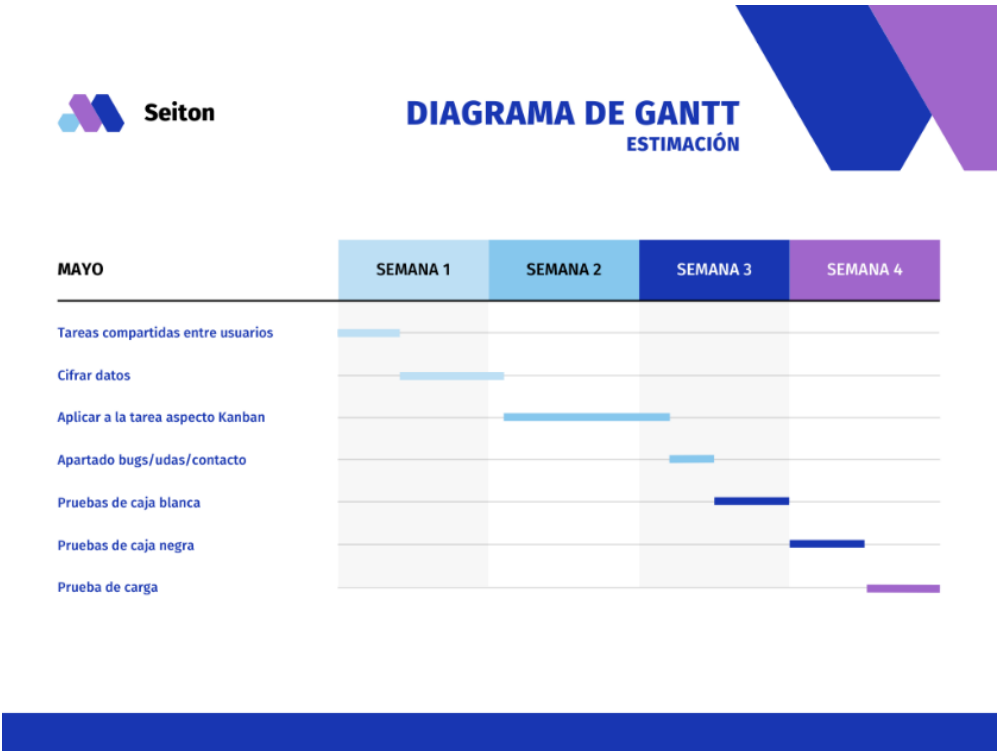 Seiton
DIAGRAMA DE GANTT
ESTIMACIÓN
MAYO SEMANA 1 SEMANA 2 SEMANA 3 SEMANA 4
Tareas compartidas entre usuarios
Cifrar datos
Aplicar a la tarea aspecto Kanban
Apartado bugs/udas/contacto
Pruebas de caja blanca
Pruebas de caja negra
Prueba de carga